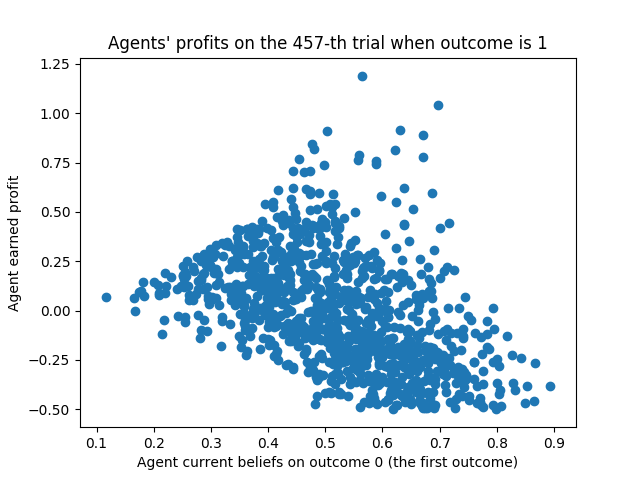 Agents' profits on the 457-th trial when outcome is 1
Agent earned profit
1.25
1.00
0.75
0.50
0.25
0.00
−0.25
−0.50
0.1 0.2 0.3 0.4 0.5 0.6 0.7 0.8 0.9
Agent current beliefs on outcome 0 (the first outcome)